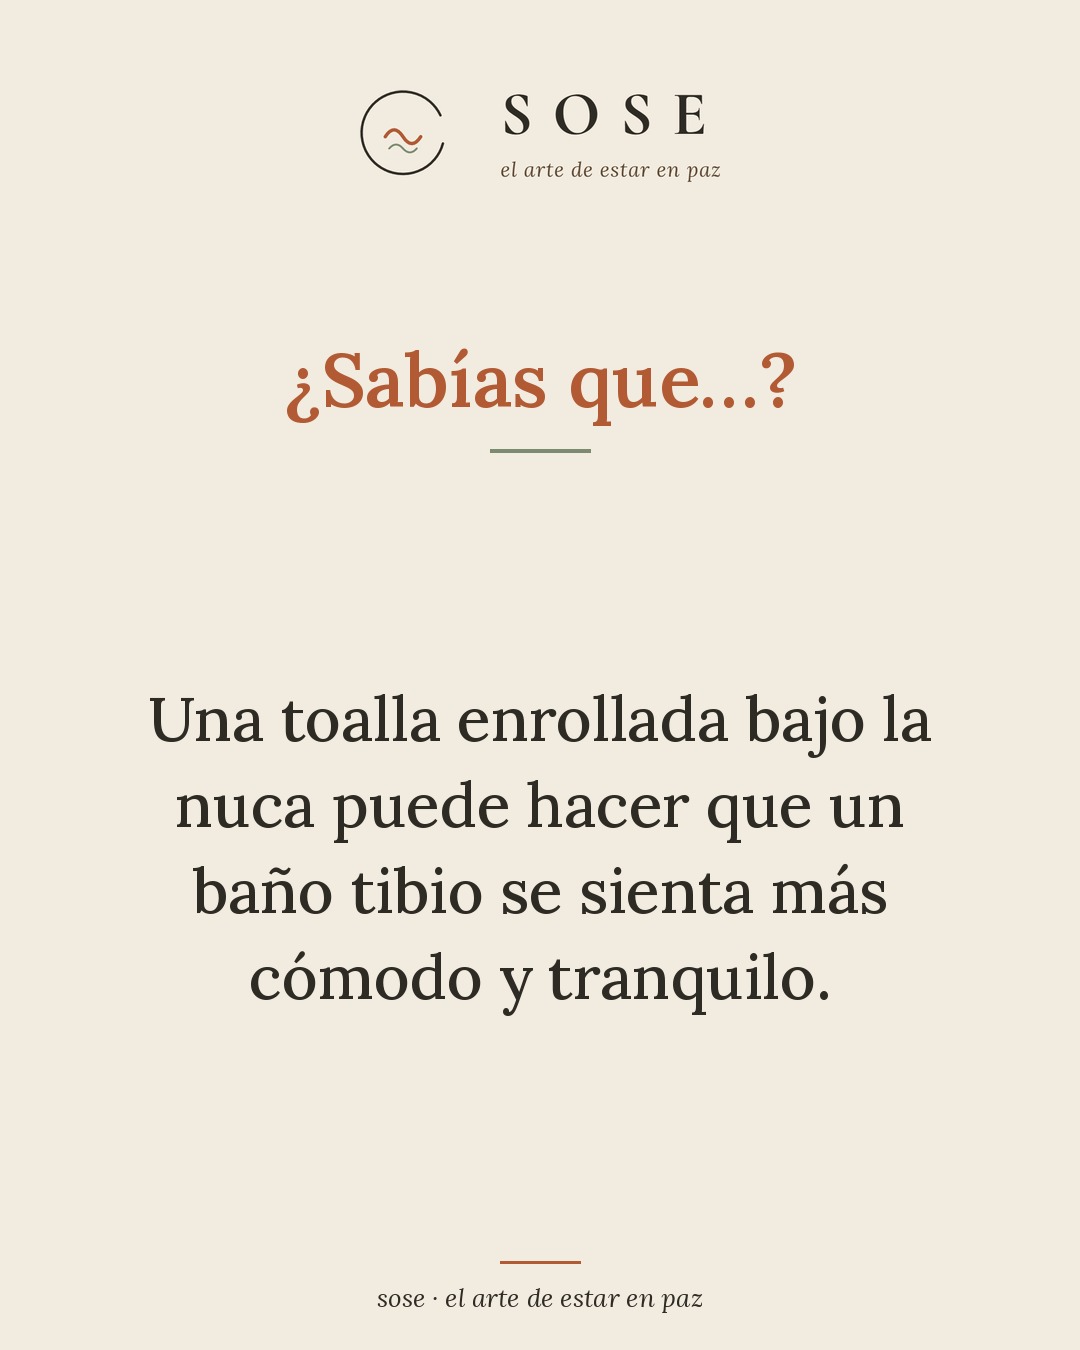 SOSE
el arte de estar en paz
¿Sabías que...?
Una toalla enrollada bajo la
nuca puede hacer que un
baño tibio se sienta más
cómodo y tranquilo.
sose · el arte de estar en paz